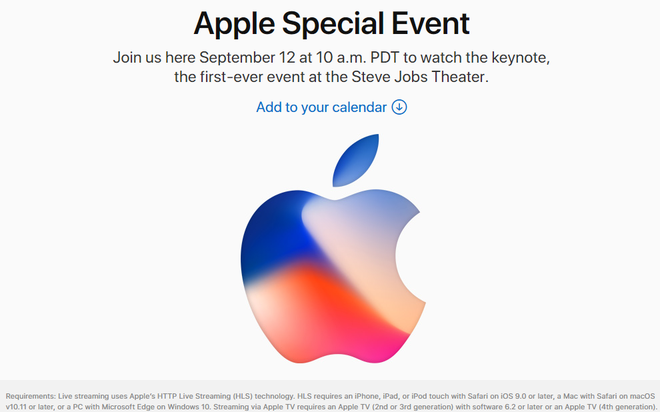 Apple Special Event
Join us here September 12 at 10 a.m. PDT to watch the keynote,
the first-ever event at the Steve Jobs Theater.
Add to your calendar
Requirements: Live streaming uses Apple's HTTP Live Streaming (HLS) technology. HLS requires an iPhone, iPad, or iPod touch with Safari on iOS 9.0 or later, a Mac with Safari on macOS
v10.11 or later, or a PC with Microsoft Edge on Windows 10. Streaming via Apple TV requires an Apple TV (2nd or 3rd generation) with software 6.2 or later or an Apple TV (4th generation).